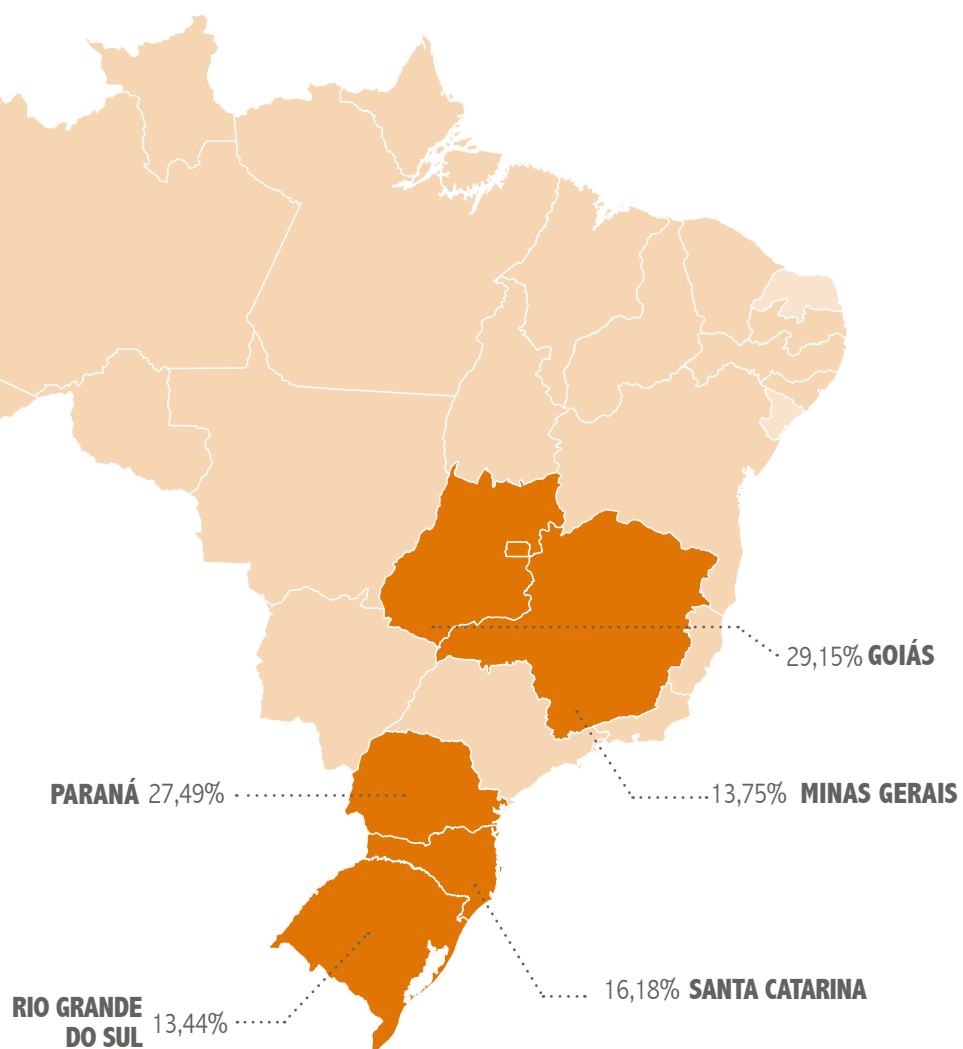 29,15% GOIÁS
PARANÁ 27,49%
13,75% MINAS GERAIS
16,18% SANTA CATARINA
RIO GRANDE
DO SUL
13,44%